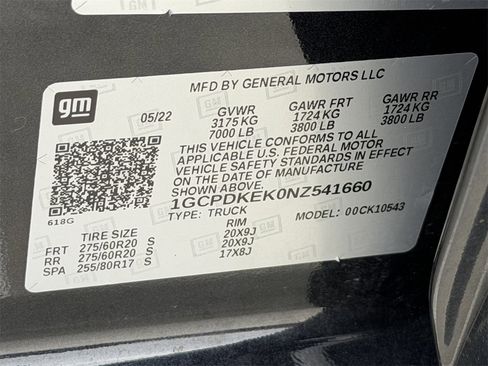 MFD BY GENERAL MOTORS LLC
gm
05/22 GVWR GAWR FRT GAWR RR
3175 KG 1724 KG 1724 KG
7000 LB 3800 LB 3800 LB
THIS VEHICLE CONFORMS TO ALL
APPLICABLE U.S. FEDERAL MOTOR
VEHICLE SAFETY STANDARDS IN
EFFECT ON THE DATE OF
MANUFACTURE SHOWN ABOVE.
1GCPDKEK0NZ541660
TYPE: TRUCK MODEL: 00CK10543
618G
TIRE SIZE RIM
FRT 275/60R20 S 20X9J
RR 275/60R20 S 20X9J
SPA 255/80R17 S 17X8J